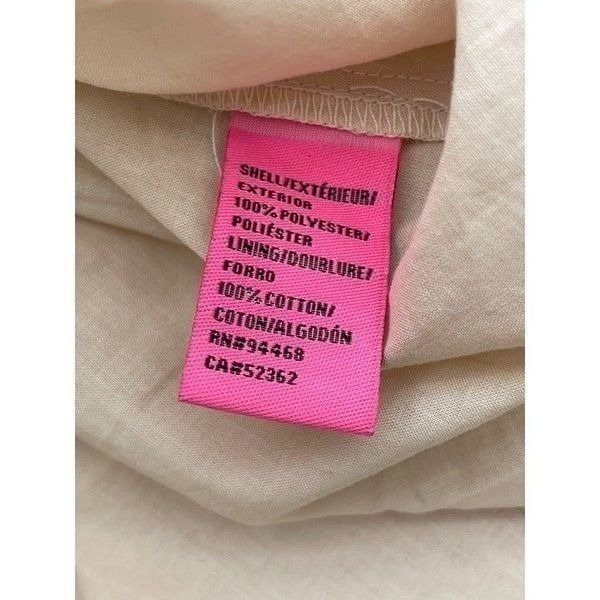 SHELL/EXTÉRIEUR/
EXTERIOR
100% POLYESTER/
POLIÉSTER
LINING/DOUBLURE/
FORRO
100% COTTON/
COTON/ALGODÓN
RN#94468
CA#52362